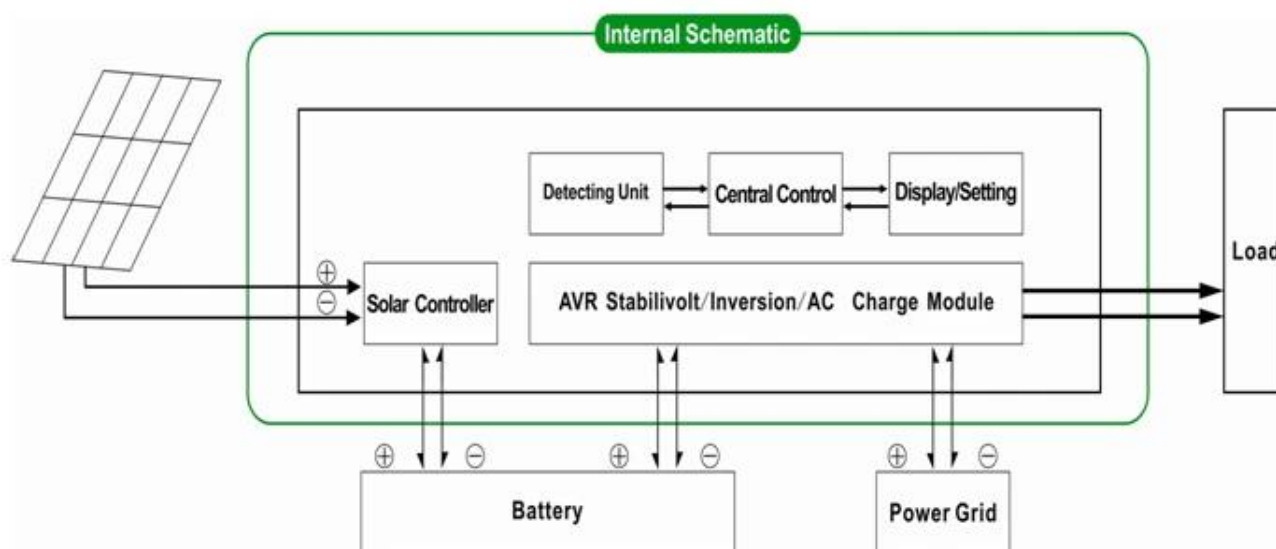 Internal Schematic
Detecting Unit
Central Control
Display/Setting
Load
⊕
⊖
Solar Controller
AVR Stabilivolt/Inversion/AC Charge Module
⊕ ⊖ ⊕ ⊖ ⊕ ⊖
Battery
Power Grid